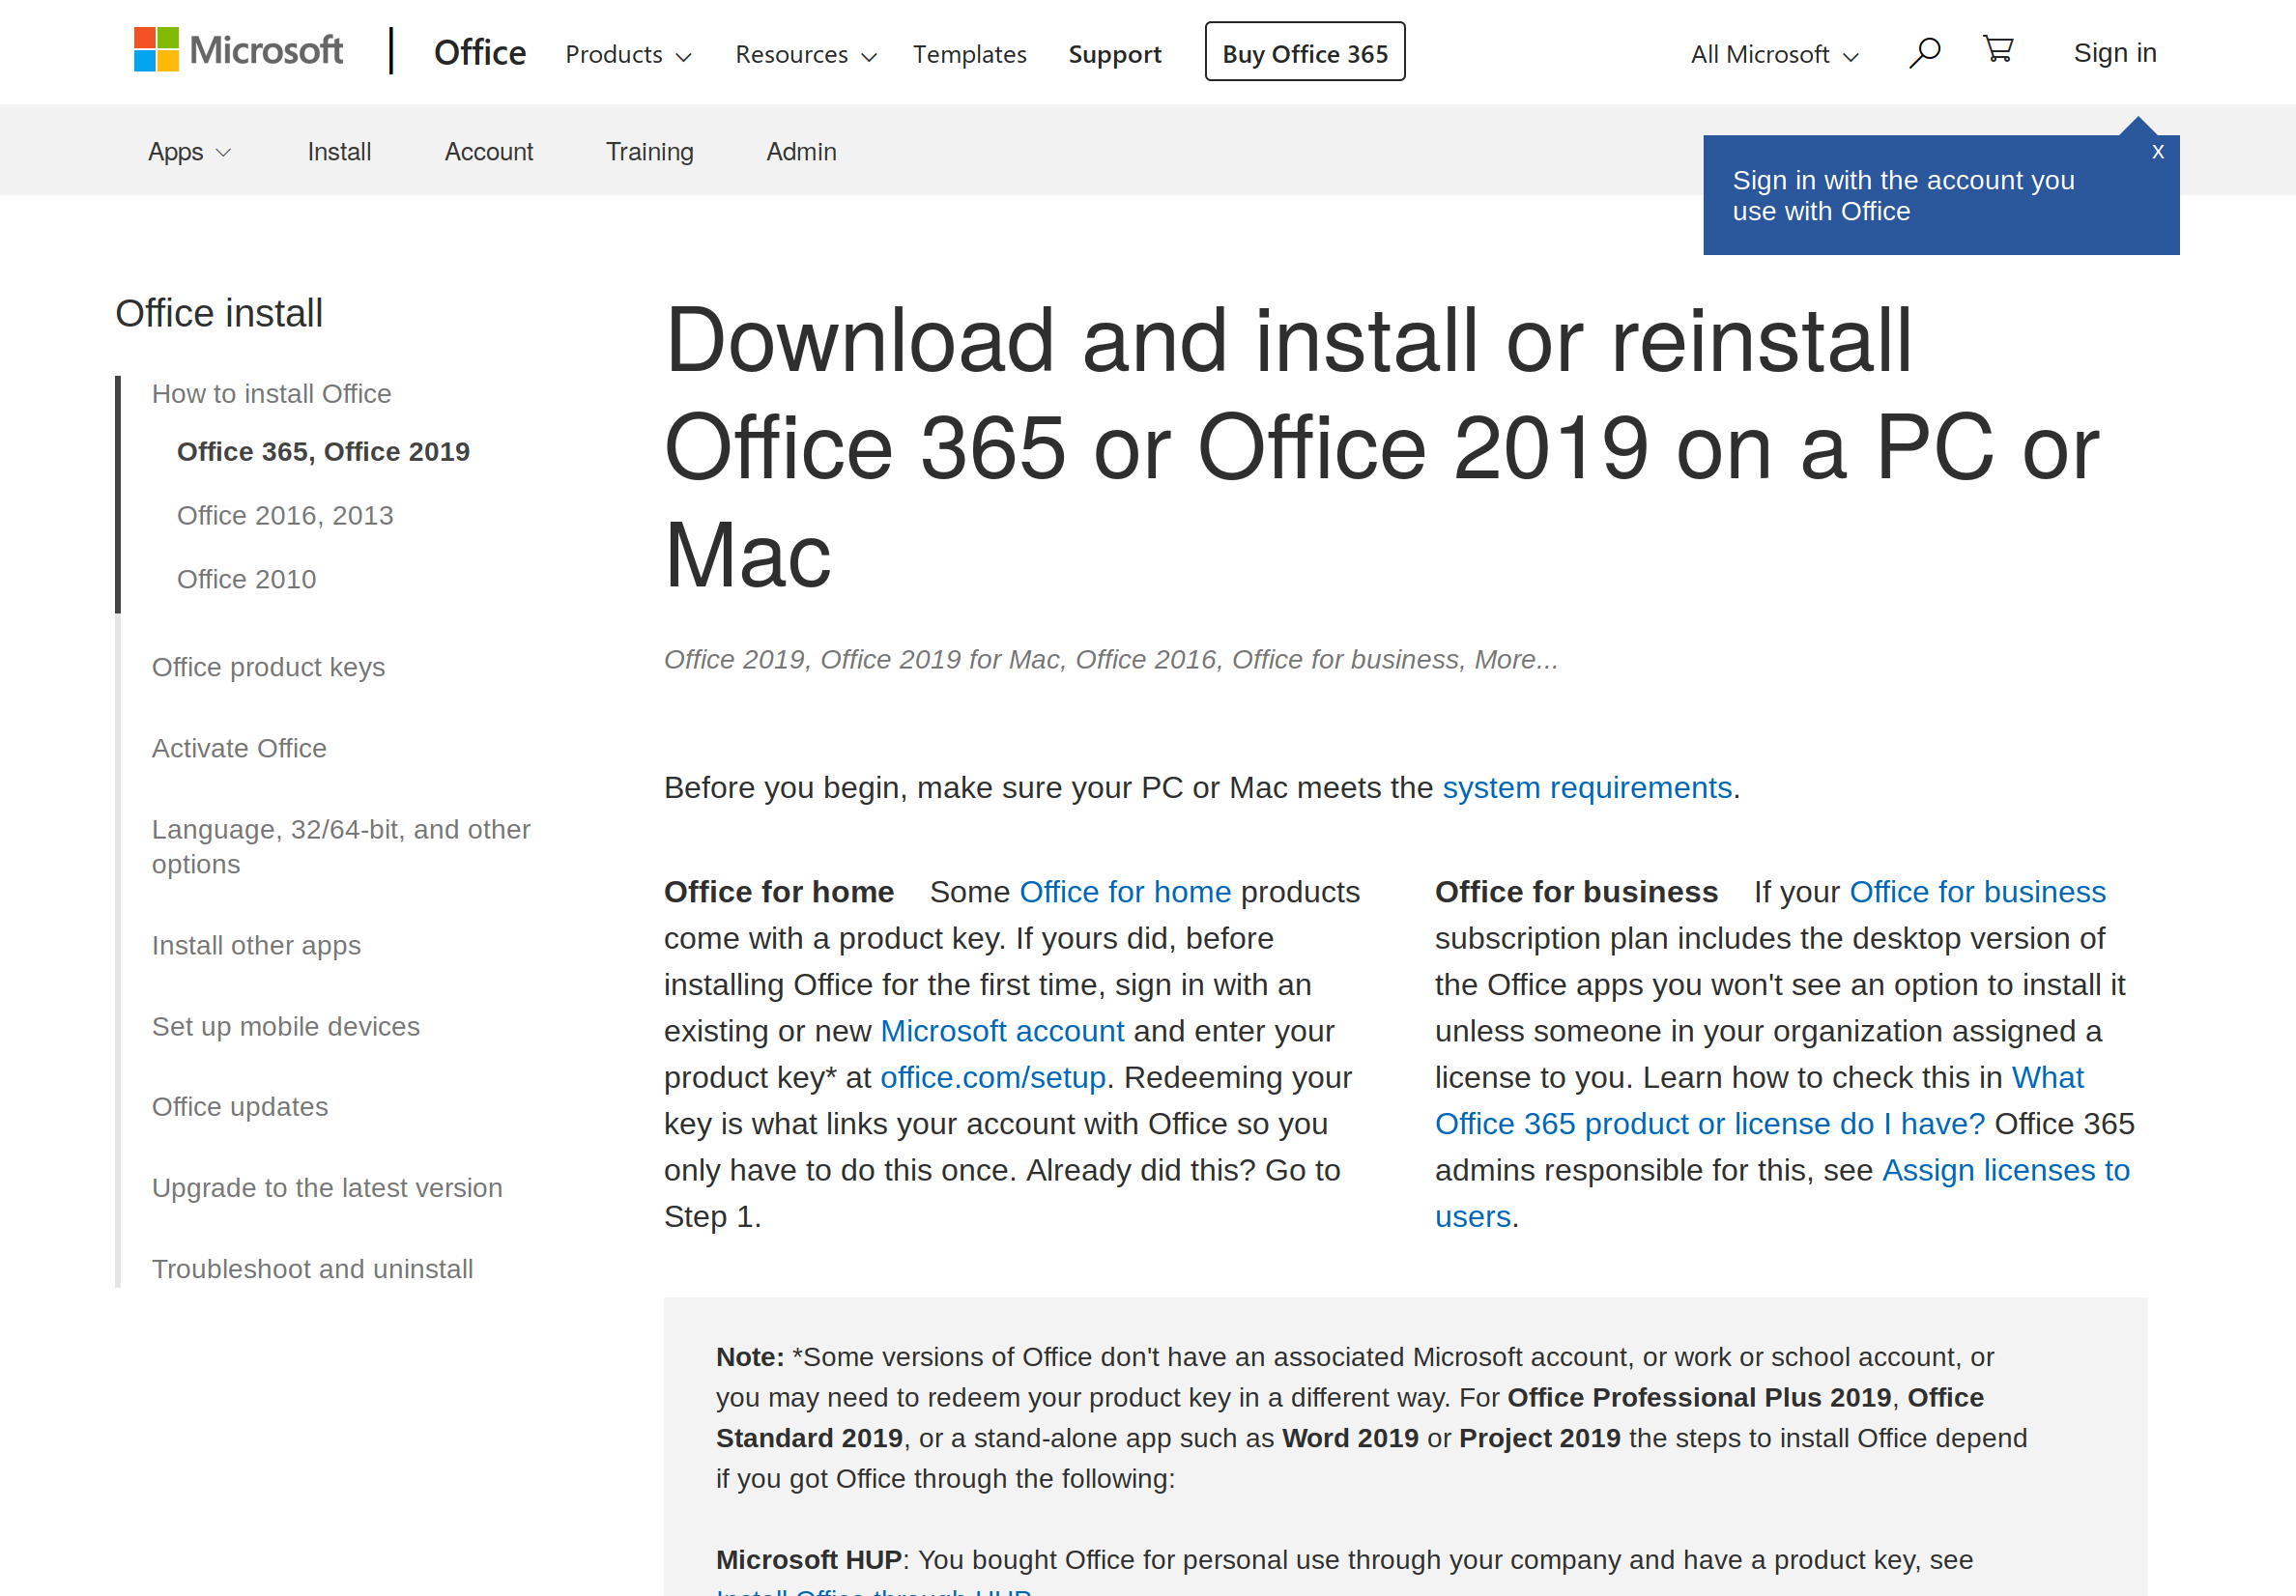 Microsoft
Office
Products
Resources
Templates
Support
Buy Office 365
All Microsoft
Sign in
Apps
Install
Account
Training
Admin
x
Sign in with the account you
use with Office
Office install
How to install Office
Office 365, Office 2019
Office 2016, 2013
Office 2010
Office product keys
Activate Office
Language, 32/64-bit, and other
options
Install other apps
Set up mobile devices
Office updates
Upgrade to the latest version
Troubleshoot and uninstall
Download and install or reinstall
Office 365 or Office 2019 on a PC or
Mac
Office 2019, Office 2019 for Mac, Office 2016, Office for business, More...
Before you begin, make sure your PC or Mac meets the system requirements.
Office for home Some Office for home products
come with a product key. If yours did, before
installing Office for the first time, sign in with an
existing or new Microsoft account and enter your
product key* at office.com/setup. Redeeming your
key is what links your account with Office so you
only have to do this once. Already did this? Go to
Step 1.
Office for business If your Office for business
subscription plan includes the desktop version of
the Office apps you won't see an option to install it
unless someone in your organization assigned a
license to you. Learn how to check this in What
Office 365 product or license do I have? Office 365
admins responsible for this, see Assign licenses to
users.
Note: *Some versions of Office don't have an associated Microsoft account, or work or school account, or
you may need to redeem your product key in a different way. For Office Professional Plus 2019, Office
Standard 2019, or a stand-alone app such as Word 2019 or Project 2019 the steps to install Office depend
if you got Office through the following:
Microsoft HUP: You bought Office for personal use through your company and have a product key, see
Install Office through HUP